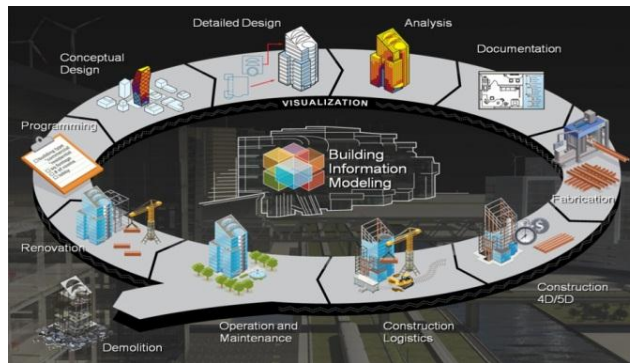 Detailed Design
Analysis
Conceptual
Design
Documentation
VISUALIZATION
Programming
Building
Information
Modeling
Fabrication
Renovation
Construction
4D/5D
Operation and
Maintenance
Construction
Logistics
Demolition